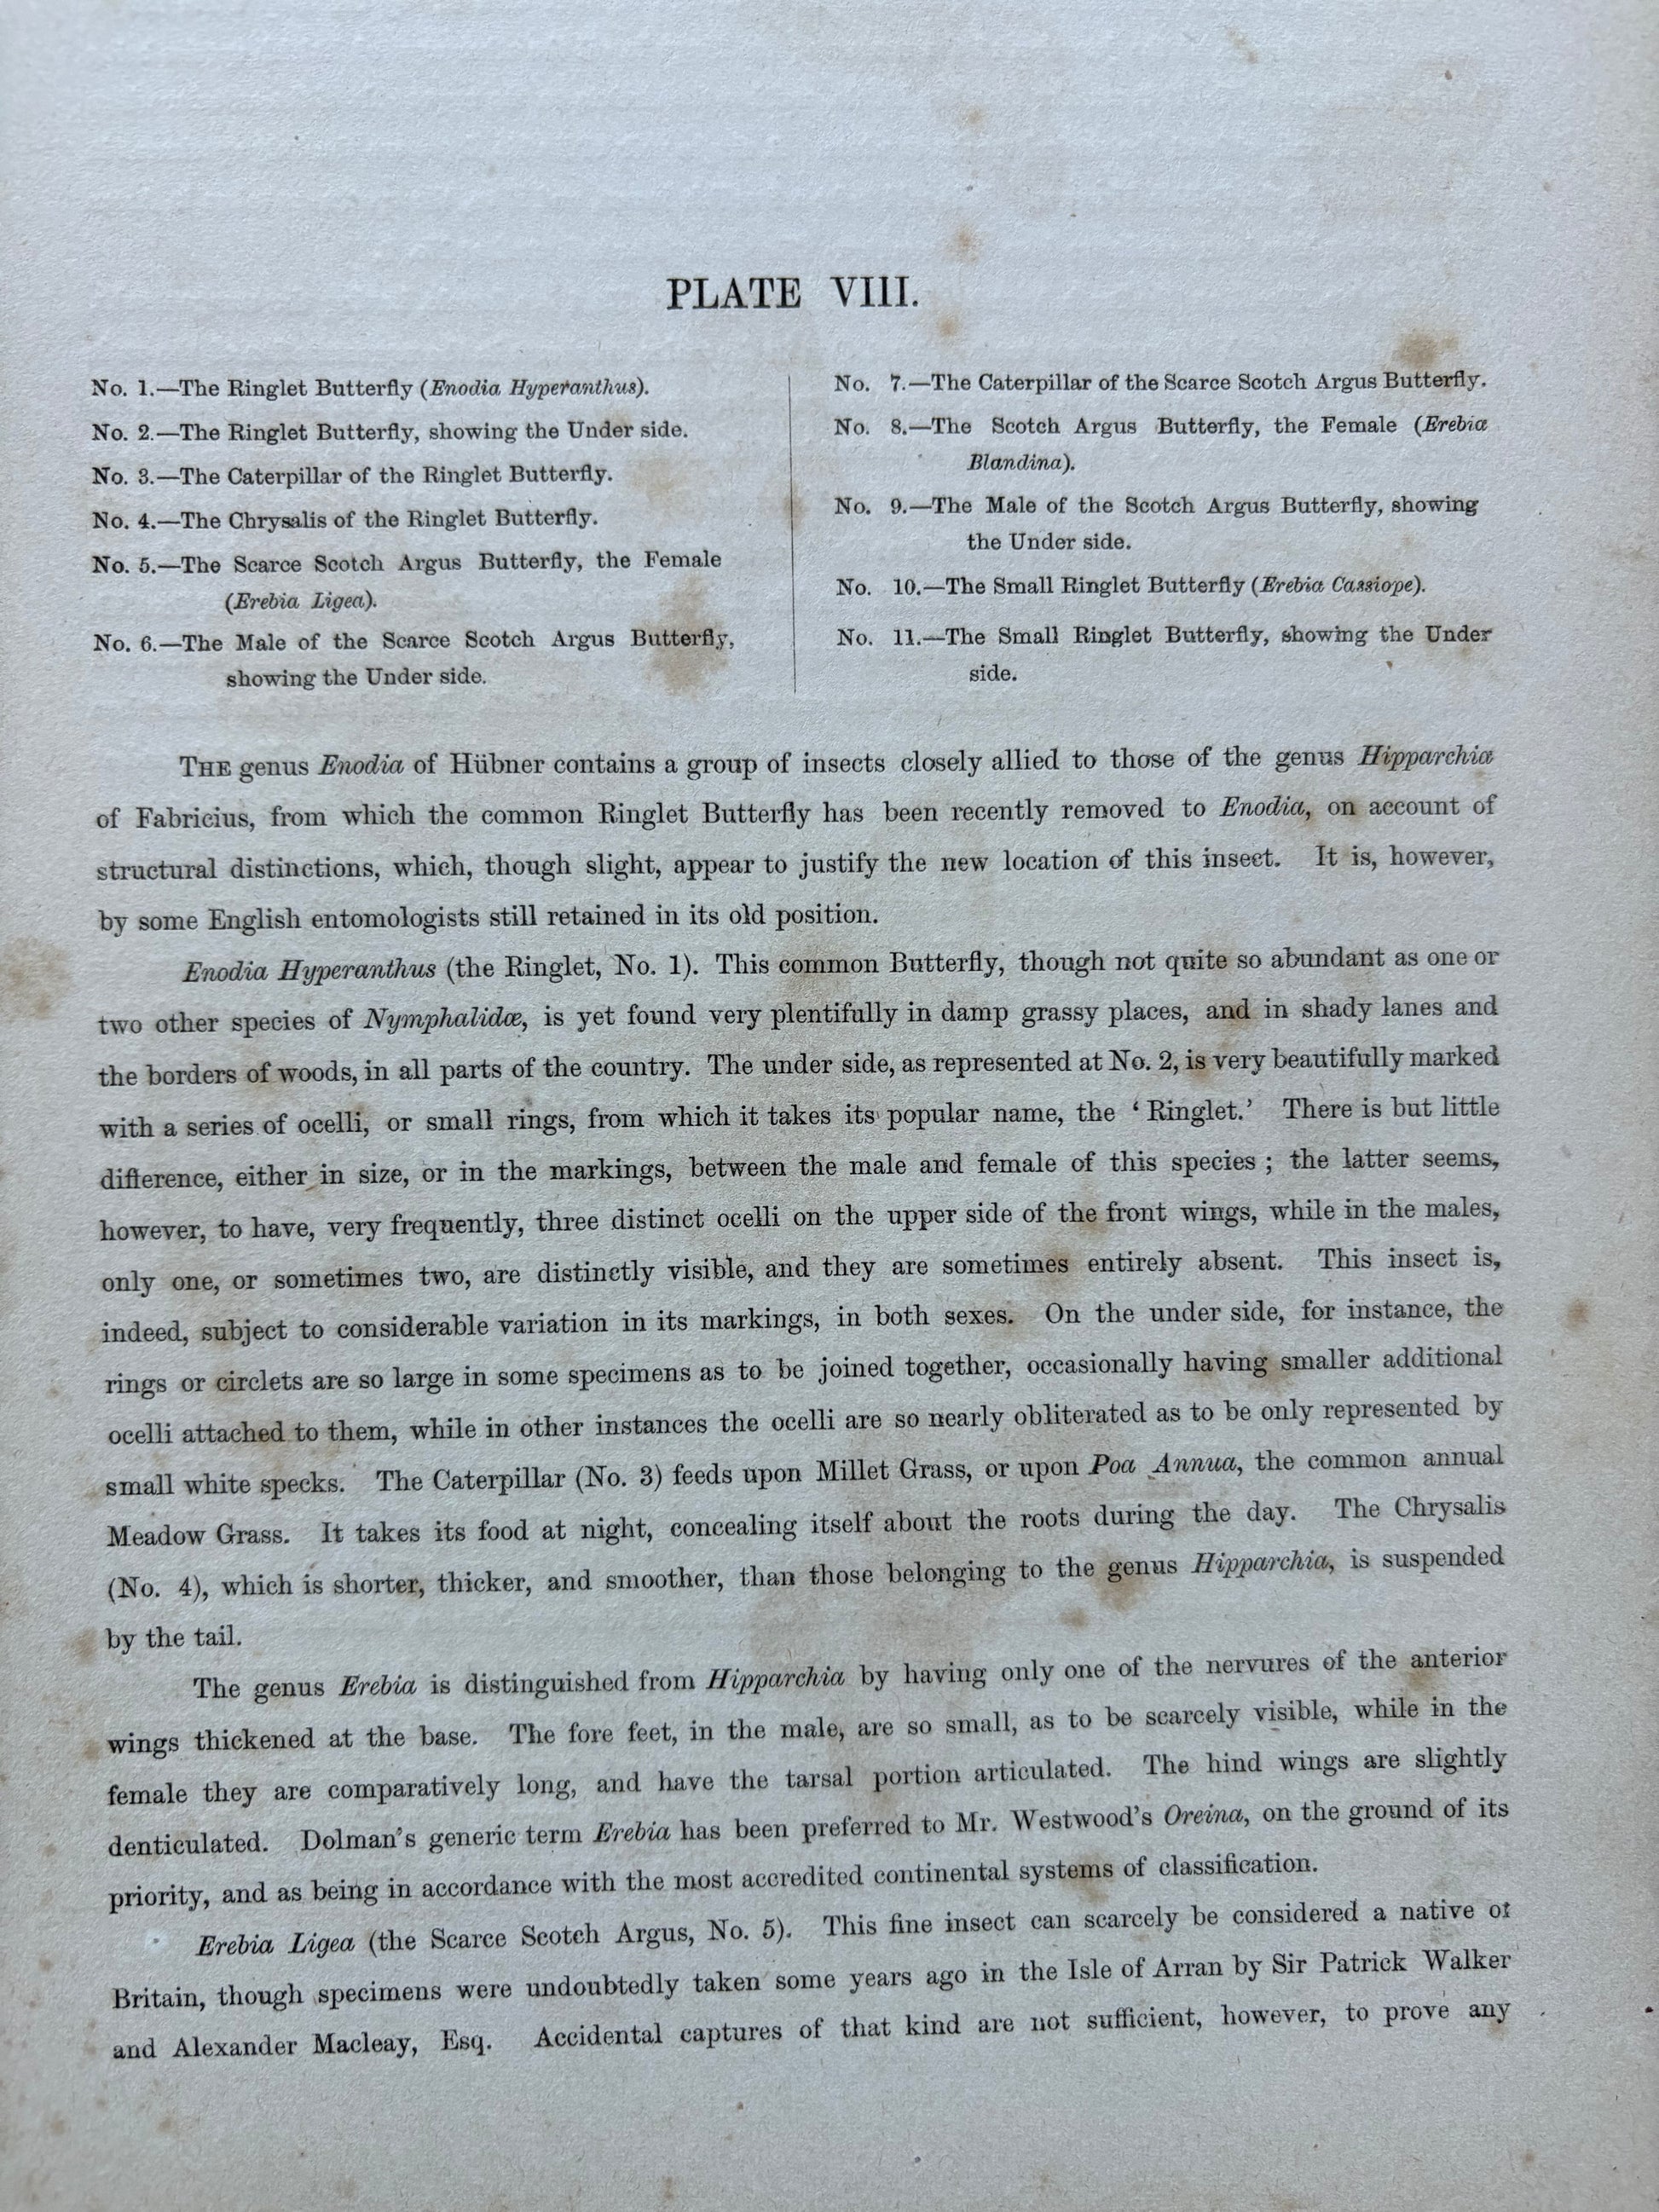 PLATE VIII.
No. 1.—The Ringlet Butterfly (Enodia Hyperanthus).
No. 2.—The Ringlet Butterfly, showing the Under side.
No. 3.—The Caterpillar of the Ringlet Butterfly.
No. 4.—The Chrysalis of the Ringlet Butterfly.
No. 5.—The Scarce Scotch Argus Butterfly, the Female
(Erebia Ligea).
No. 6.—The Male of the Scarce Scotch Argus Butterfly,
showing the Under side.
No. 7.—The Caterpillar of the Scarce Scotch Argus Butterfly.
No. 8.—The Scotch Argus Butterfly, the Female (Erebia
Blandina).
No. 9.—The Male of the Scotch Argus Butterfly, showing
the Under side.
No. 10.—The Small Ringlet Butterfly (Erebia Cassiope).
No. 11.—The Small Ringlet Butterfly, showing the Under
side.
THE genus Enodia of Hübner contains a group of insects closely allied to those of the genus Hipparchia
of Fabricius, from which the common Ringlet Butterfly has been recently removed to Enodia, on account of
structural distinctions, which, though slight, appear to justify the new location of this insect. It is, however,
by some English entomologists still retained in its old position.
Enodia Hyperanthus (the Ringlet, No. 1). This common Butterfly, though not quite so abundant as one or
two other species of Nymphalidæ, is yet found very plentifully in damp grassy places, and in shady lanes and
the borders of woods, in all parts of the country. The under side, as represented at No. 2, is very beautifully marked
with a series of ocelli, or small rings, from which it takes its popular name, the ‘Ringlet.’ There is but little
difference, either in size, or in the markings, between the male and female of this species; the latter seems,
however, to have, very frequently, three distinct ocelli on the upper side of the front wings, while in the males,
only one, or sometimes two, are distinctly visible, and they are sometimes entirely absent. This insect is,
indeed, subject to considerable variation in its markings, in both sexes. On the under side, for instance, the
rings or circlets are so large in some specimens as to be joined together, occasionally having smaller additional
ocelli attached to them, while in other instances the ocelli are so nearly obliterated as to be only represented by
small white specks. The Caterpillar (No. 3) feeds upon Millet Grass, or upon Poa Annua, the common annual
Meadow Grass. It takes its food at night, concealing itself about the roots during the day. The Chrysalis
(No. 4), which is shorter, thicker, and smoother, than those belonging to the genus Hipparchia, is suspended
by the tail.
The genus Erebia is distinguished from Hipparchia by having only one of the nervures of the anterior
wings thickened at the base. The fore feet, in the male, are so small, as to be scarcely visible, while in the
female they are comparatively long, and have the tarsal portion articulated. The hind wings are slightly
denticulated. Dolman's generic term Erebia has been preferred to Mr. Westwood's Oreina, on the ground of its
priority, and as being in accordance with the most accredited continental systems of classification.
Erebia Ligea (the Scarce Scotch Argus, No. 5). This fine insect can scarcely be considered a native of
Britain, though specimens were undoubtedly taken some years ago in the Isle of Arran by Sir Patrick Walker
and Alexander Macleay, Esq. Accidental captures of that kind are not sufficient, however, to prove any